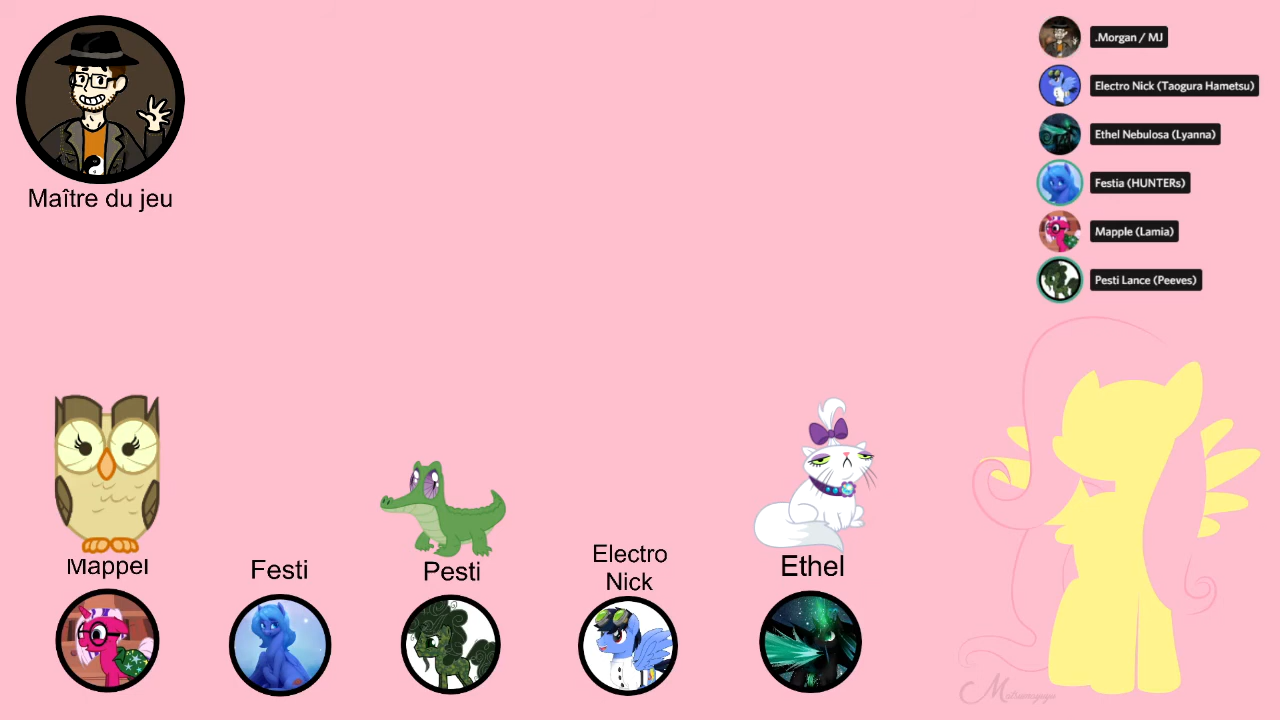 Maître du jeu
.Morgan / MJ
Electro Nick (Taogura Hametsu)
Ethel Nebulosa (Lyanna)
Festia (HUNTERs)
Mapple (Lamia)
Pesti Lance (Peeves)
Mappel
Festi
Pesti
Electro
Nick
Ethel